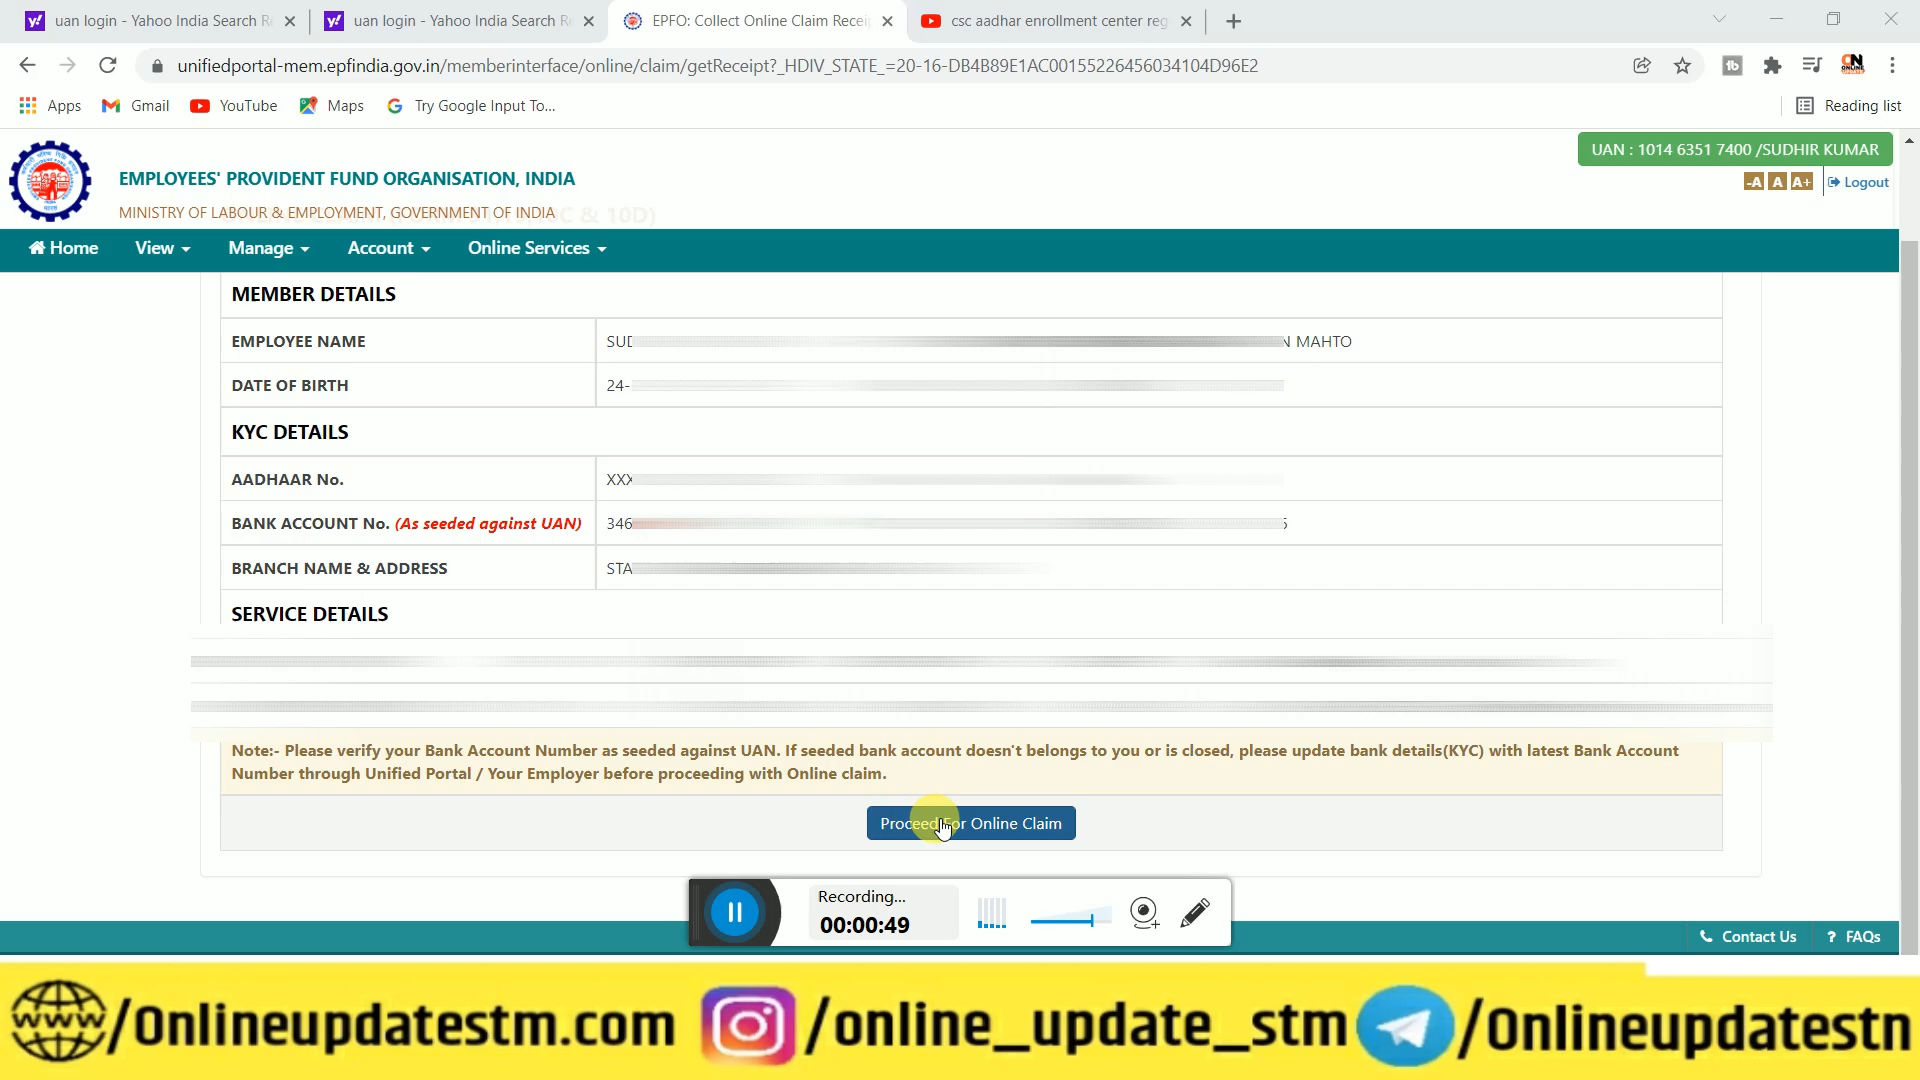 uan login - Yahoo India Search R
uan login - Yahoo India Search R
EPFO: Collect Online Claim Recei
csc aadhar enrollment center reg
unifiedportal-mem.epfindia.gov.in/memberinterface/online/claim/getReceipt?_HDIV_STATE_=20-16-DB4B89E1AC00155226456034104D96E2
Apps Gmail YouTube Maps Try Google Input To... Reading list
UAN : 1014 6351 7400 /SUDHIR KUMAR
EMPLOYEES' PROVIDENT FUND ORGANISATION, INDIA
-A A A+ Logout
MINISTRY OF LABOUR & EMPLOYMENT, GOVERNMENT OF INDIA
C & 10D)
Home View Manage Account Online Services
MEMBER DETAILS
EMPLOYEE NAME SUD MAHTO
DATE OF BIRTH 24-
KYC DETAILS
AADHAAR No. XXX
BANK ACCOUNT No. (As seeded against UAN) 346
BRANCH NAME & ADDRESS STA
SERVICE DETAILS
Note:- Please verify your Bank Account Number as seeded against UAN. If seeded bank account doesn't belongs to you or is closed, please update bank details(KYC) with latest Bank Account
Number through Unified Portal / Your Employer before proceeding with Online claim.
Proceed For Online Claim
Recording...
00:00:49
Contact Us ? FAQs
www /Onlineupdatestm.com /online_update_stm /Onlineupdatestn